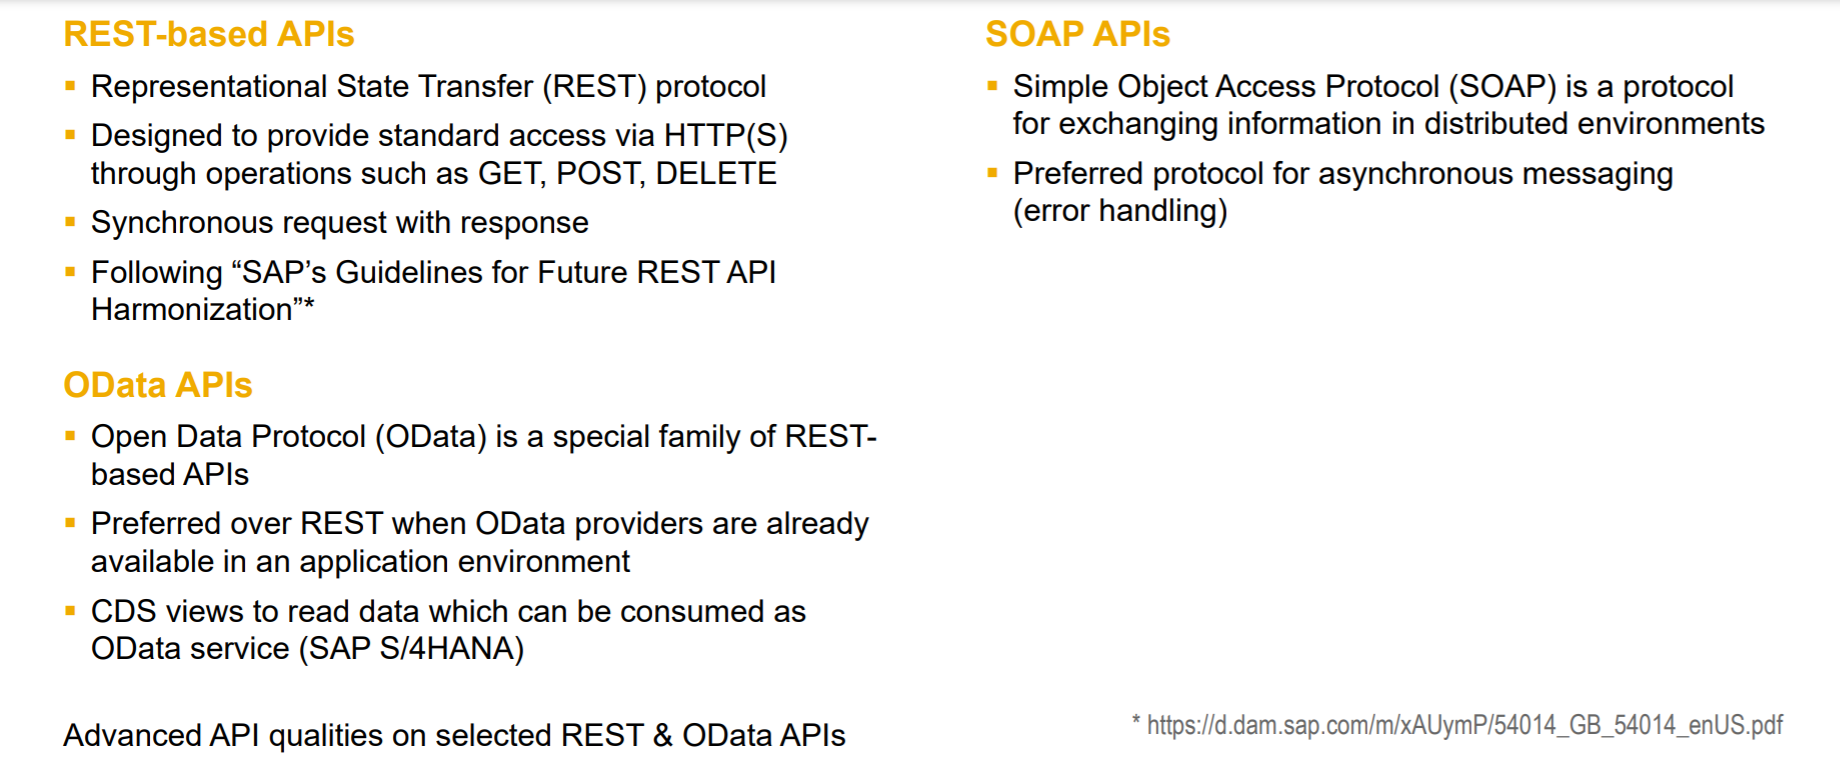 REST-based APIs
▪ Representational State Transfer (REST) protocol
▪ Designed to provide standard access via HTTP(S)
through operations such as GET, POST, DELETE
▪ Synchronous request with response
▪ Following “SAP’s Guidelines for Future REST API
Harmonization”*
OData APIs
▪ Open Data Protocol (OData) is a special family of REST-
based APIs
▪ Preferred over REST when OData providers are already
available in an application environment
▪ CDS views to read data which can be consumed as
OData service (SAP S/4HANA)
Advanced API qualities on selected REST & OData APIs
SOAP APIs
▪ Simple Object Access Protocol (SOAP) is a protocol
for exchanging information in distributed environments
▪ Preferred protocol for asynchronous messaging
(error handling)
* https://d.dam.sap.com/m/xAUymP/54014_GB_54014_enUS.pdf